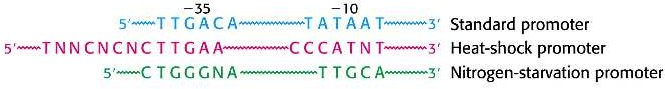 −35 −10
5′ TTGACA TATAAT 3′ Standard promoter
5′ TNNCNCNCTTGAA CCCATNT 3′ Heat-shock promoter
5′ CTGGGNA TTGCA 3′ Nitrogen-starvation promoter